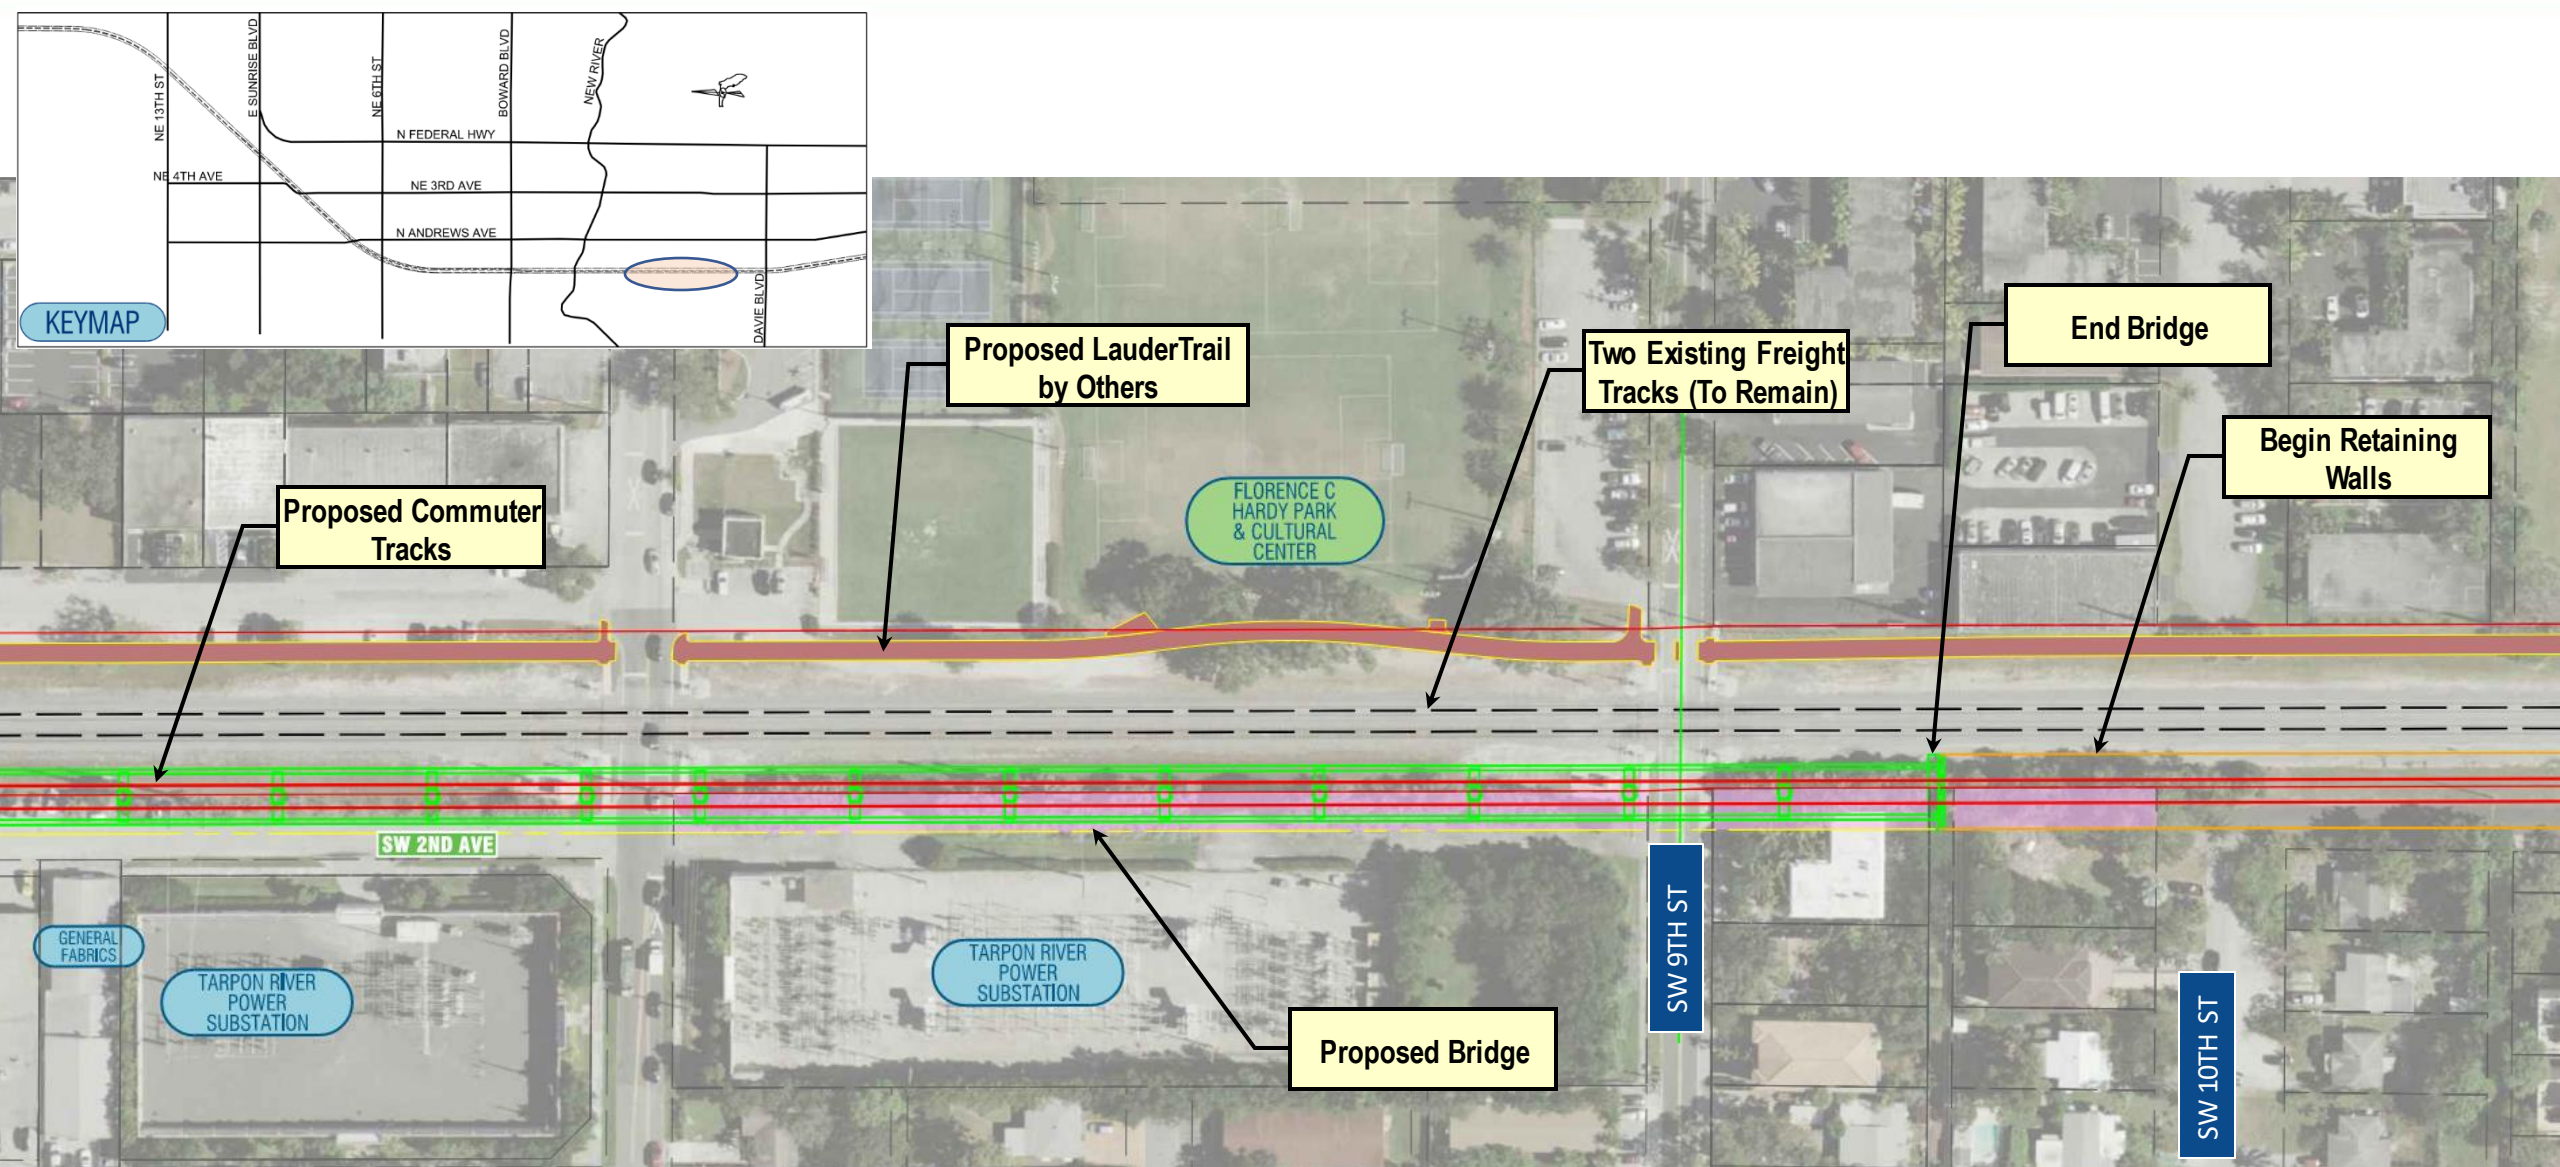 NE 13TH ST
E SUNRISE BLVD
NE 6TH ST
BOWARD BLVD
NEW RIVER
N FEDERAL HWY
NE 4TH AVE
NE 3RD AVE
N ANDREWS AVE
DAVIE BLVD
KEYMAP
End Bridge
Proposed LauderTrail
by Others
Two Existing Freight
Tracks (To Remain)
Begin Retaining
Walls
Proposed Commuter
Tracks
FLORENCE C
HARDY PARK
& CULTURAL
CENTER
SW 2ND AVE
GENERAL
FABRICS
TARPON RIVER
POWER
SUBSTATION
TARPON RIVER
POWER
SUBSTATION
SW 9TH ST
SW 10TH ST
Proposed Bridge